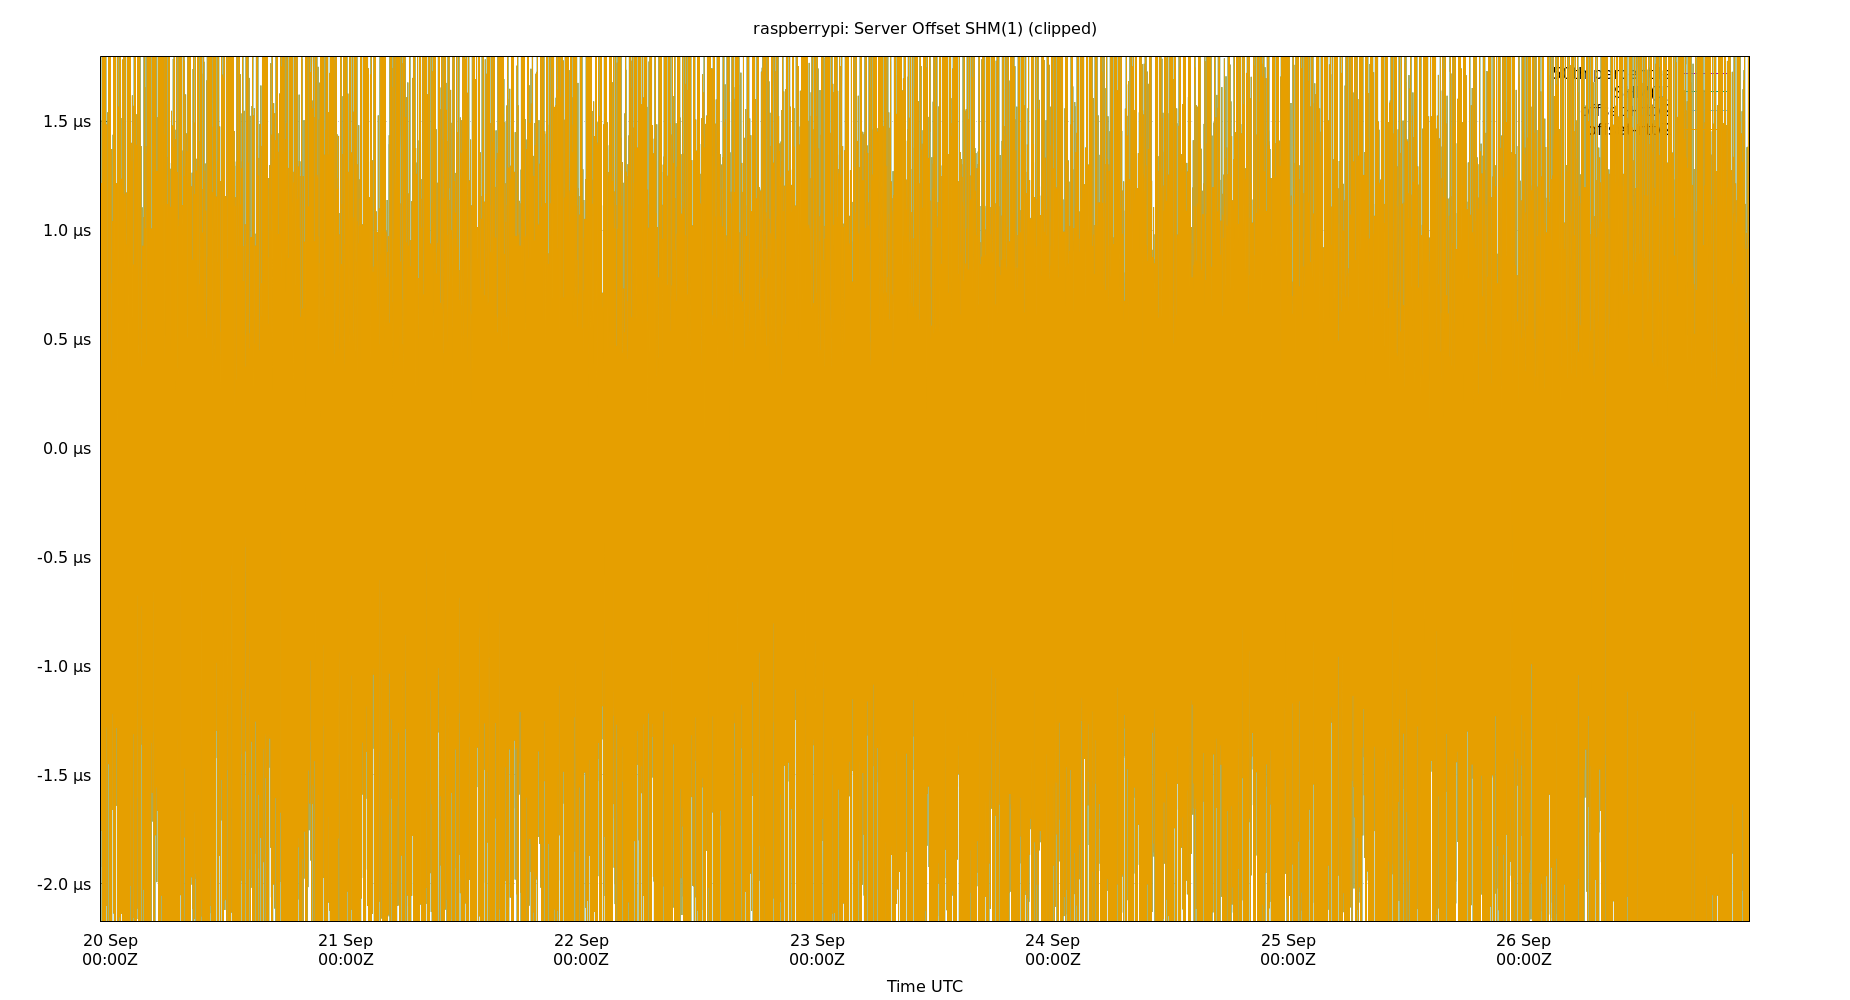 raspberrypi: Server Offset SHM(1) (clipped)
1.5 μs
1.0 μs
0.5 μs
0.0 μs
-0.5 μs
-1.0 μs
-1.5 μs
-2.0 μs
20 Sep 21 Sep 22 Sep 23 Sep 24 Sep 25 Sep 26 Sep
00:00Z 00:00Z 00:00Z 00:00Z 00:00Z 00:00Z 00:00Z
Time UTC